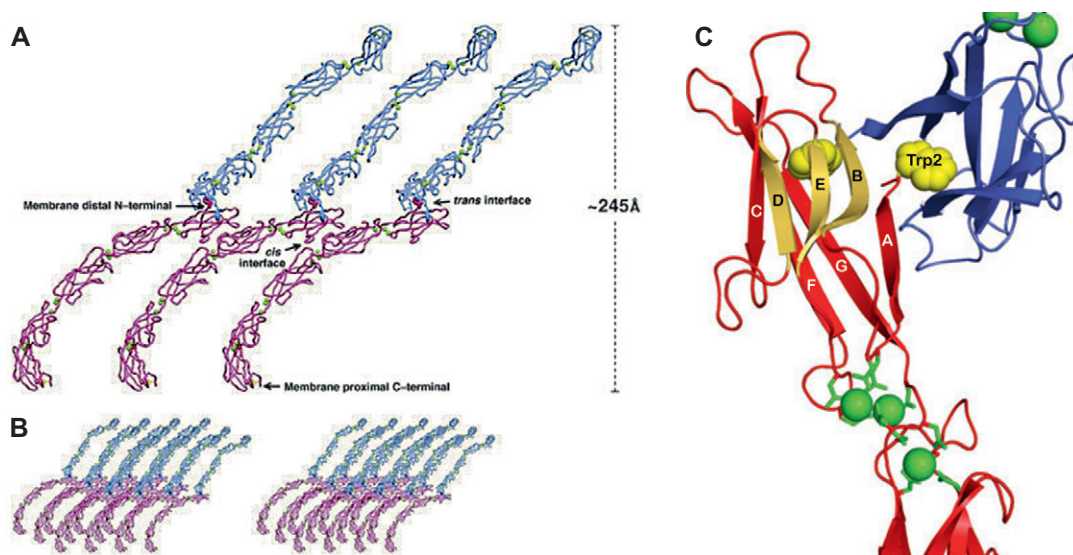 A
Membrane distal N–terminal
trans interface
cis
interface
~245Å
Membrane proximal C–terminal
B
C
Trp2
B
E
D
C
A
G
F